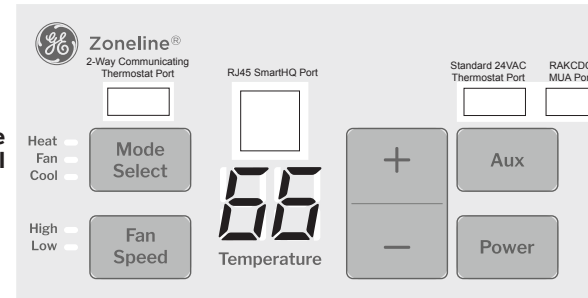 GE
Zoneline®
2-Way Communicating
Thermostat Port
RJ45 SmartHQ Port
Standard 24VAC
Thermostat Port
MUA
Heat
Fan
Cool
Mode
Select
+
Aux
66
High
Low
Fan
Speed
Temperature
–
Power